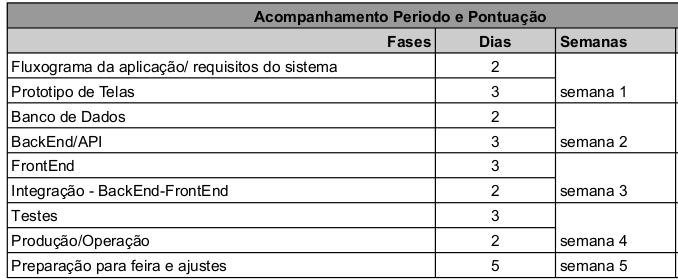 Acompanhamento Periodo e Pontuação
Fases Dias Semanas
Fluxograma da aplicação/ requisitos do sistema 2
Prototipo de Telas 3 semana 1
Banco de Dados 2
BackEnd/API 3 semana 2
FrontEnd 3
Integração - BackEnd-FrontEnd 2 semana 3
Testes 3
Produção/Operação 2 semana 4
Preparação para feira e ajustes 5 semana 5